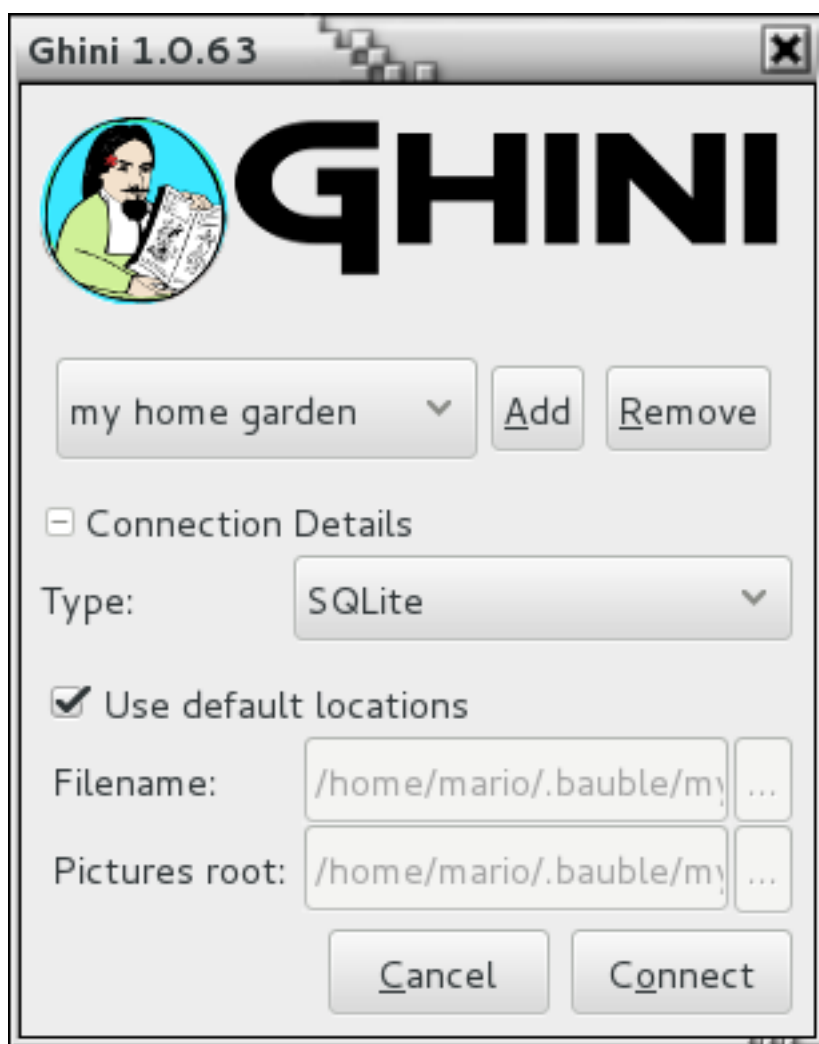 Ghini 1.0.63
GHINI
my home garden Add Remove
Connection Details
Type: SQLite
Use default locations
Filename: /home/mario/.bauble/my ...
Pictures root: /home/mario/.bauble/my ...
Cancel Connect